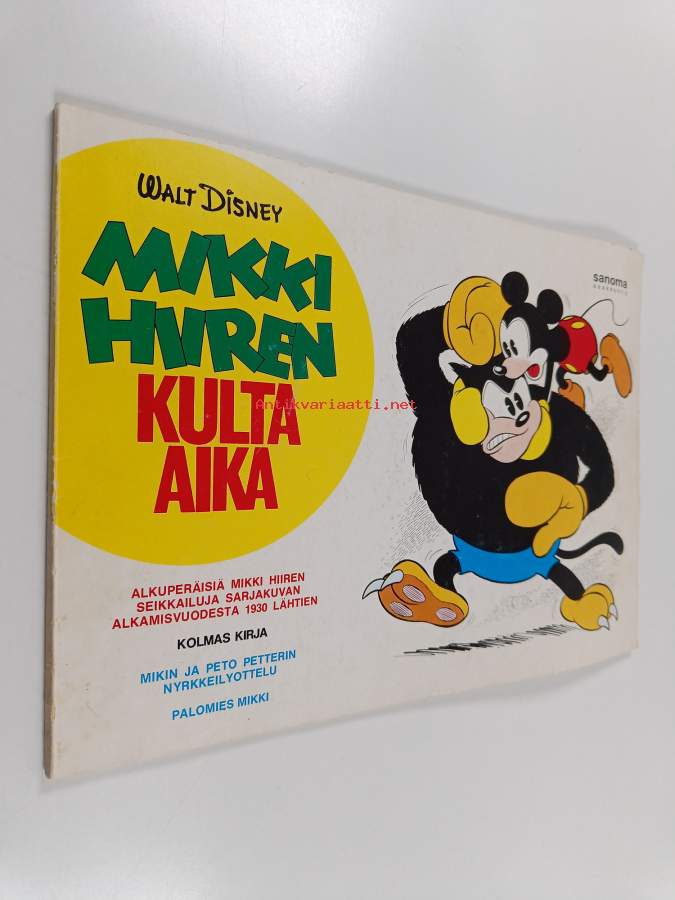 WALT DISNEY
MIKKI
HIIREN
KULTA
AIKA
sanoma
Antikvariaatti.net
ALKUPERÄISIÄ MIKKI HIIREN
SEIKKAILUJA SARJAKUVAN
ALKAMISVUODESTA 1930 LÄHTIEN
KOLMAS KIRJA
MIKIN JA PETO PETTERIN
NYRKKEILYOTTELU
PALOMIES MIKKI